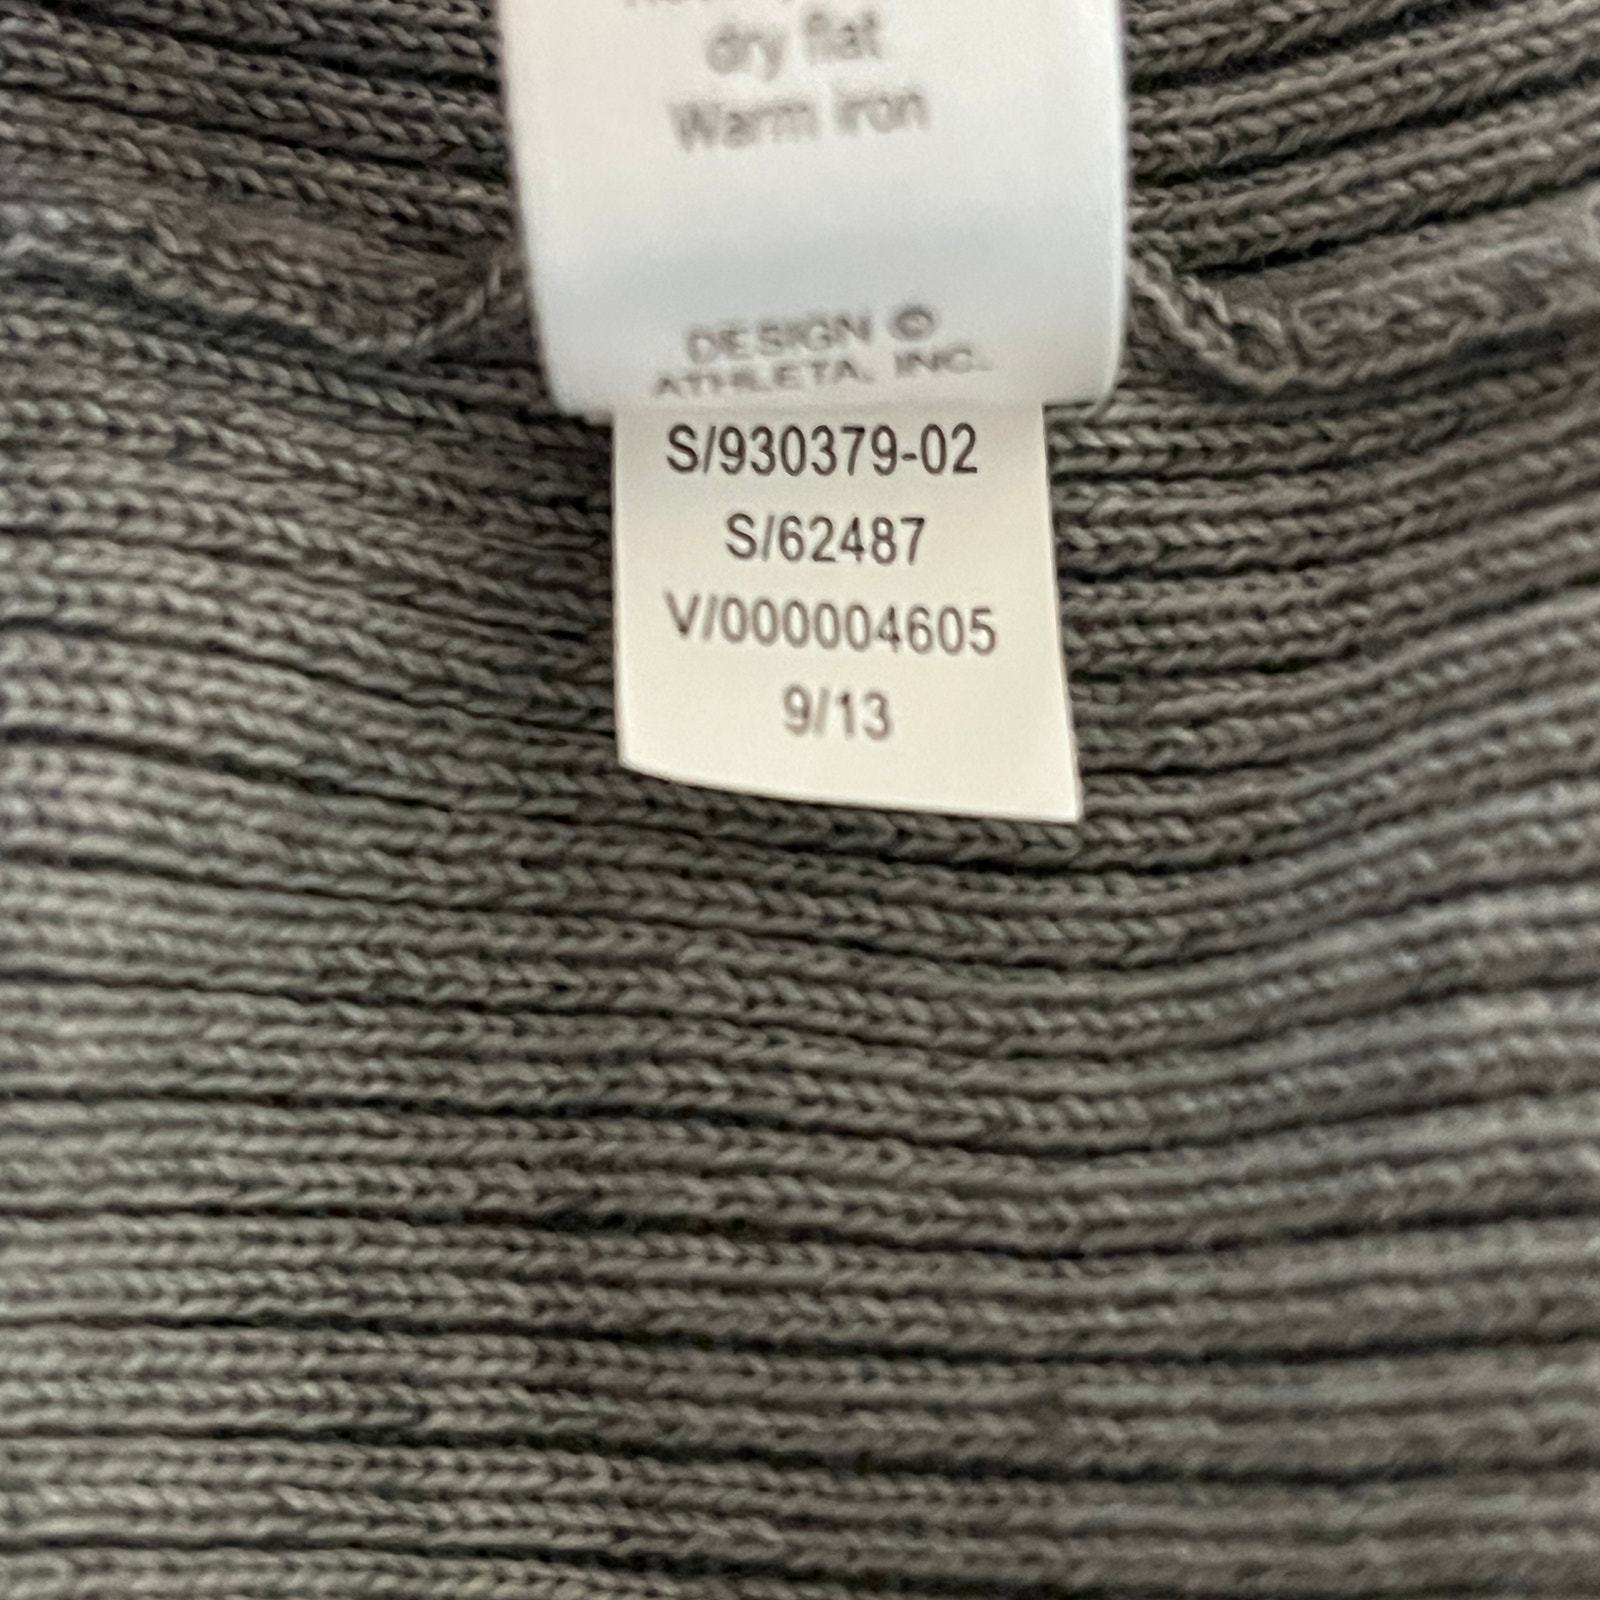 dry flat
Warm iron
DESIGN ©
ATHLETA, INC.
S/930379-02
S/62487
V/000004605
9/13